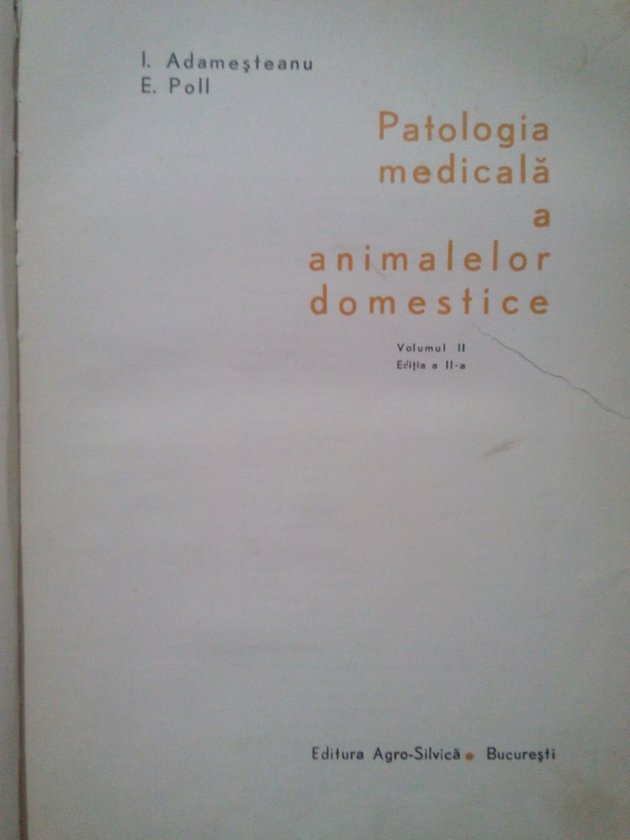 I. Adameşteanu
E. Poll
Patologia
medicală
a
animalelor
domestice
Volumul II
Ediţia a II-a
Editura Agro-Silvică • Bucureşti